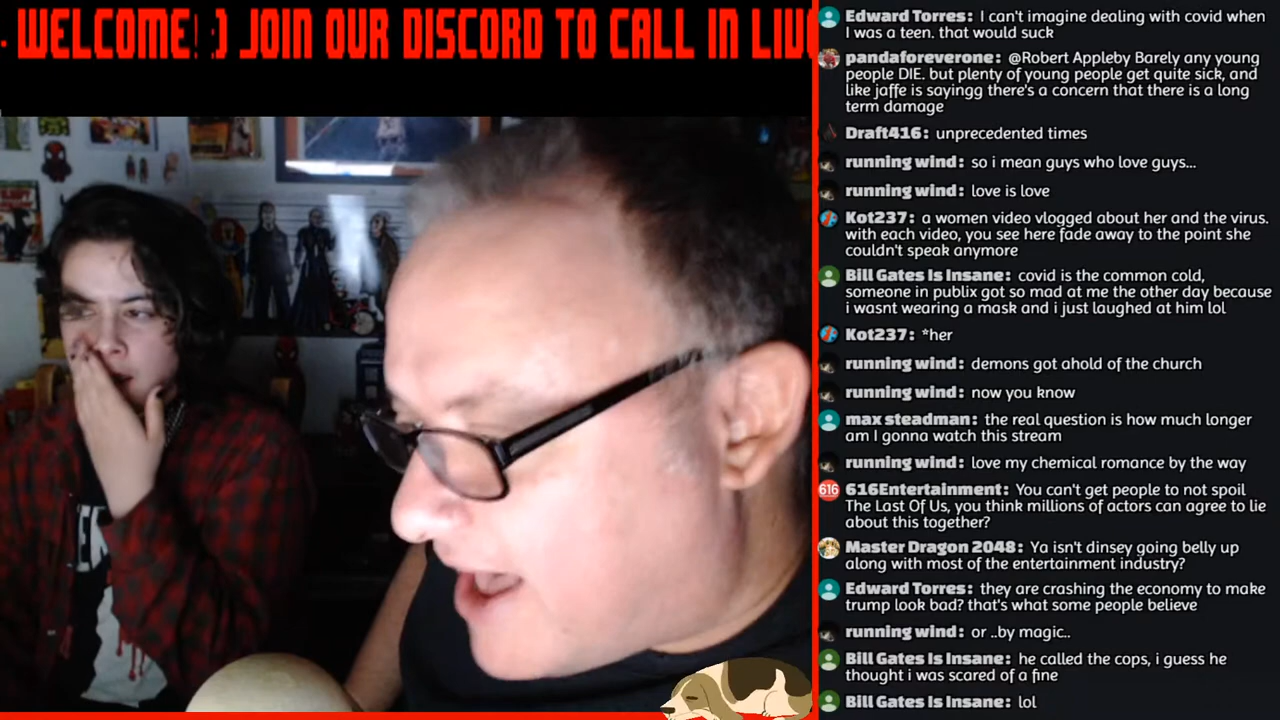 WELCOME! :) JOIN OUR DISCORD TO CALL IN LIVE
Edward Torres: I can't imagine dealing with covid when
I was a teen. that would suck
pandaforeverone: @Robert Appleby Barely any young
people DIE. but plenty of young people get quite sick, and
like jaffe is sayingg there's a concern that there is a long
term damage
Draft416: unprecedented times
running wind: so i mean guys who love guys...
running wind: love is love
Kot237: a women video vlogged about her and the virus.
with each video, you see here fade away to the point she
couldn't speak anymore
Bill Gates Is Insane: covid is the common cold,
someone in publix got so mad at me the other day because
i wasnt wearing a mask and i just laughed at him lol
Kot237: *her
running wind: demons got ahold of the church
running wind: now you know
max steadman: the real question is how much longer
am I gonna watch this stream
running wind: love my chemical romance by the way
616
616Entertainment: You can't get people to not spoil
The Last Of Us, you think millions of actors can agree to lie
about this together?
Master Dragon 2048: Ya isn't dinsey going belly up
along with most of the entertainment industry?
Edward Torres: they are crashing the economy to make
trump look bad? that's what some people believe
running wind: or ..by magic..
Bill Gates Is Insane: he called the cops, i guess he
thought i was scared of a fine
Bill Gates Is Insane: lol